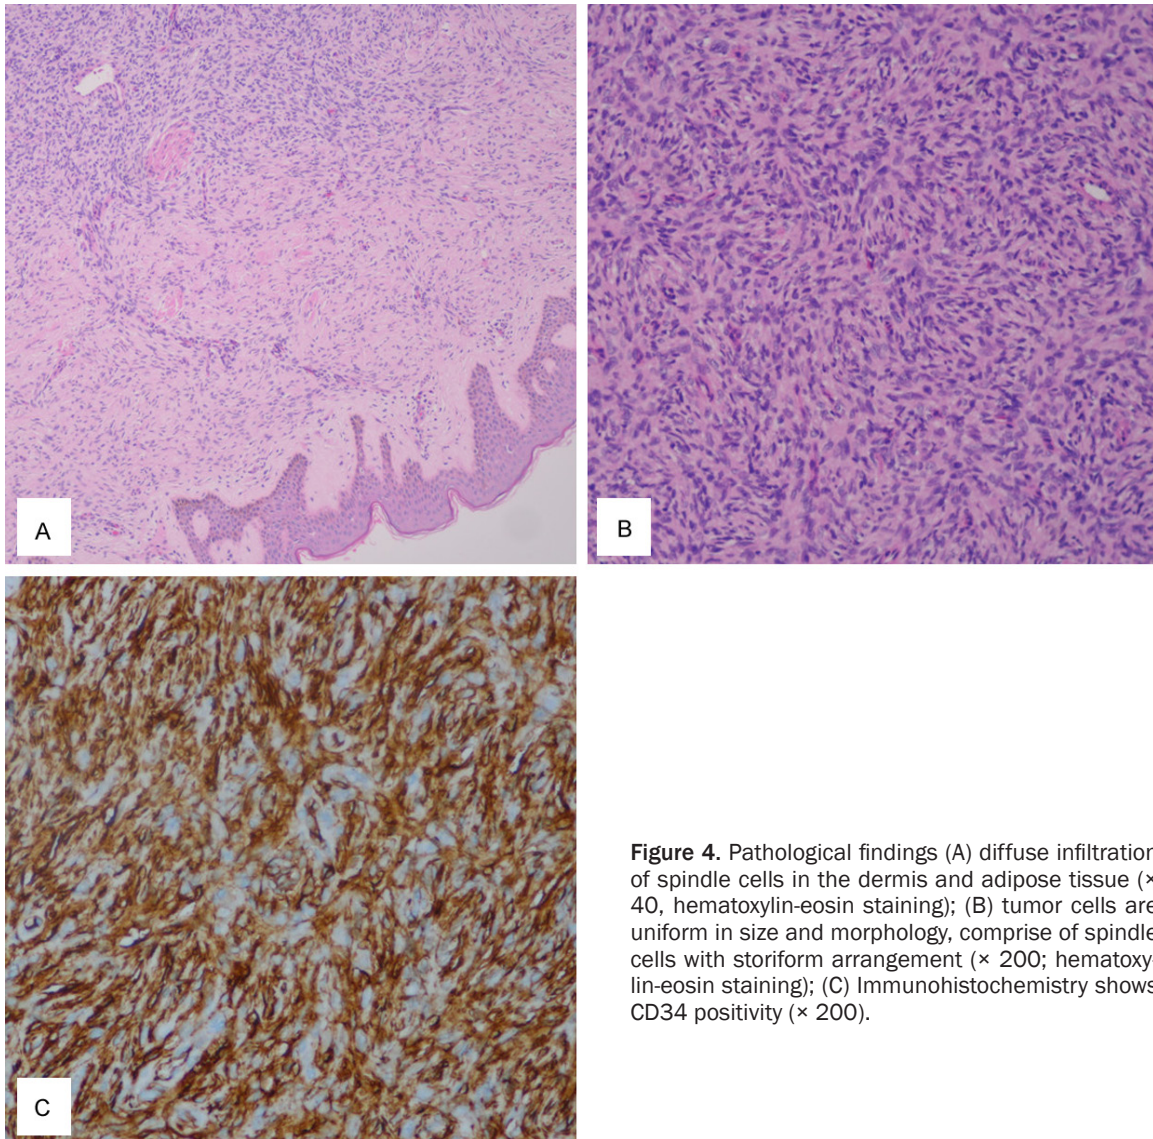 A
B
C
Figure 4. Pathological findings (A) diffuse infiltration
of spindle cells in the dermis and adipose tissue (×
40, hematoxylin-eosin staining); (B) tumor cells are
uniform in size and morphology, comprise of spindle
cells with storiform arrangement (× 200; hematoxy-
lin-eosin staining); (C) Immunohistochemistry shows
CD34 positivity (× 200).